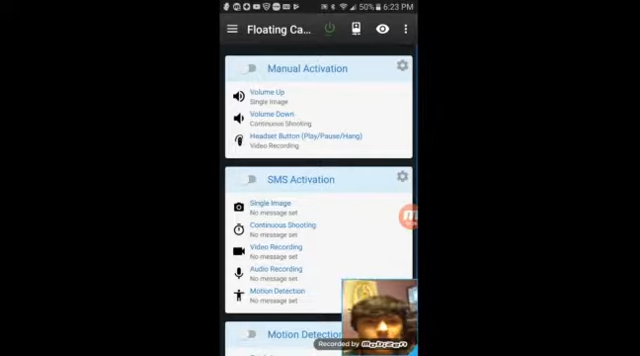 50% 6:23 PM
Floating Ca...
Manual Activation
Volume Up
Single Image
Volume Down
Continuous Shooting
Headset Button (Play/Pause/Hang)
Video Recording
SMS Activation
Single Image
No message set
Continuous Shooting
No message set
Video Recording
No message set
Audio Recording
No message set
Motion Detection
No message set
Motion Detection
Recorded by MOBIZEN